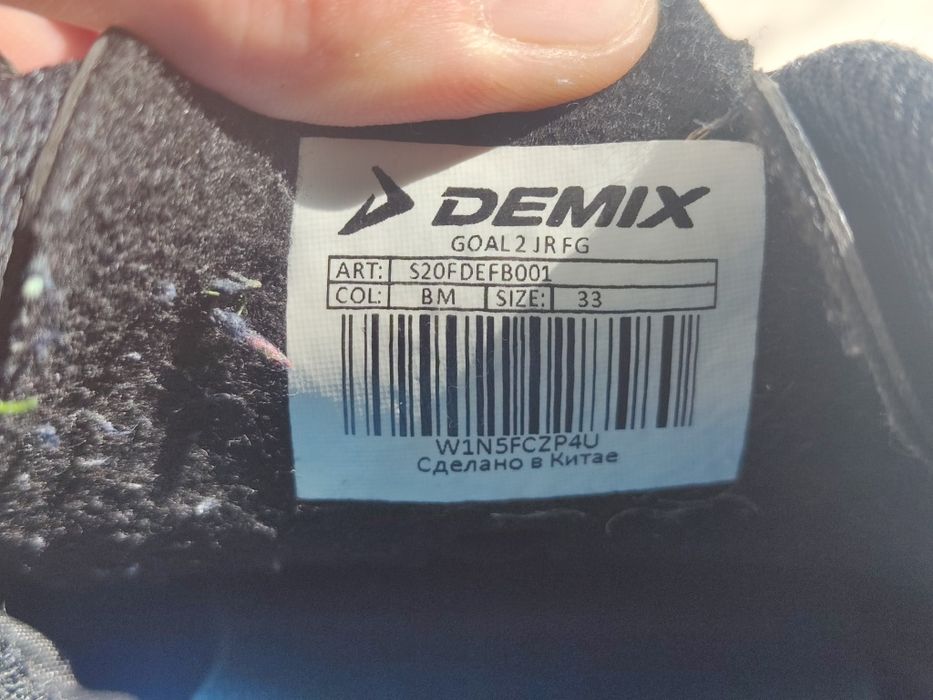 DEMIX
GOAL 2 JR FG
ART: S20FDEFB001
COL: BM SIZE: 33
W1N5FCZP4U
Сделано в Китае